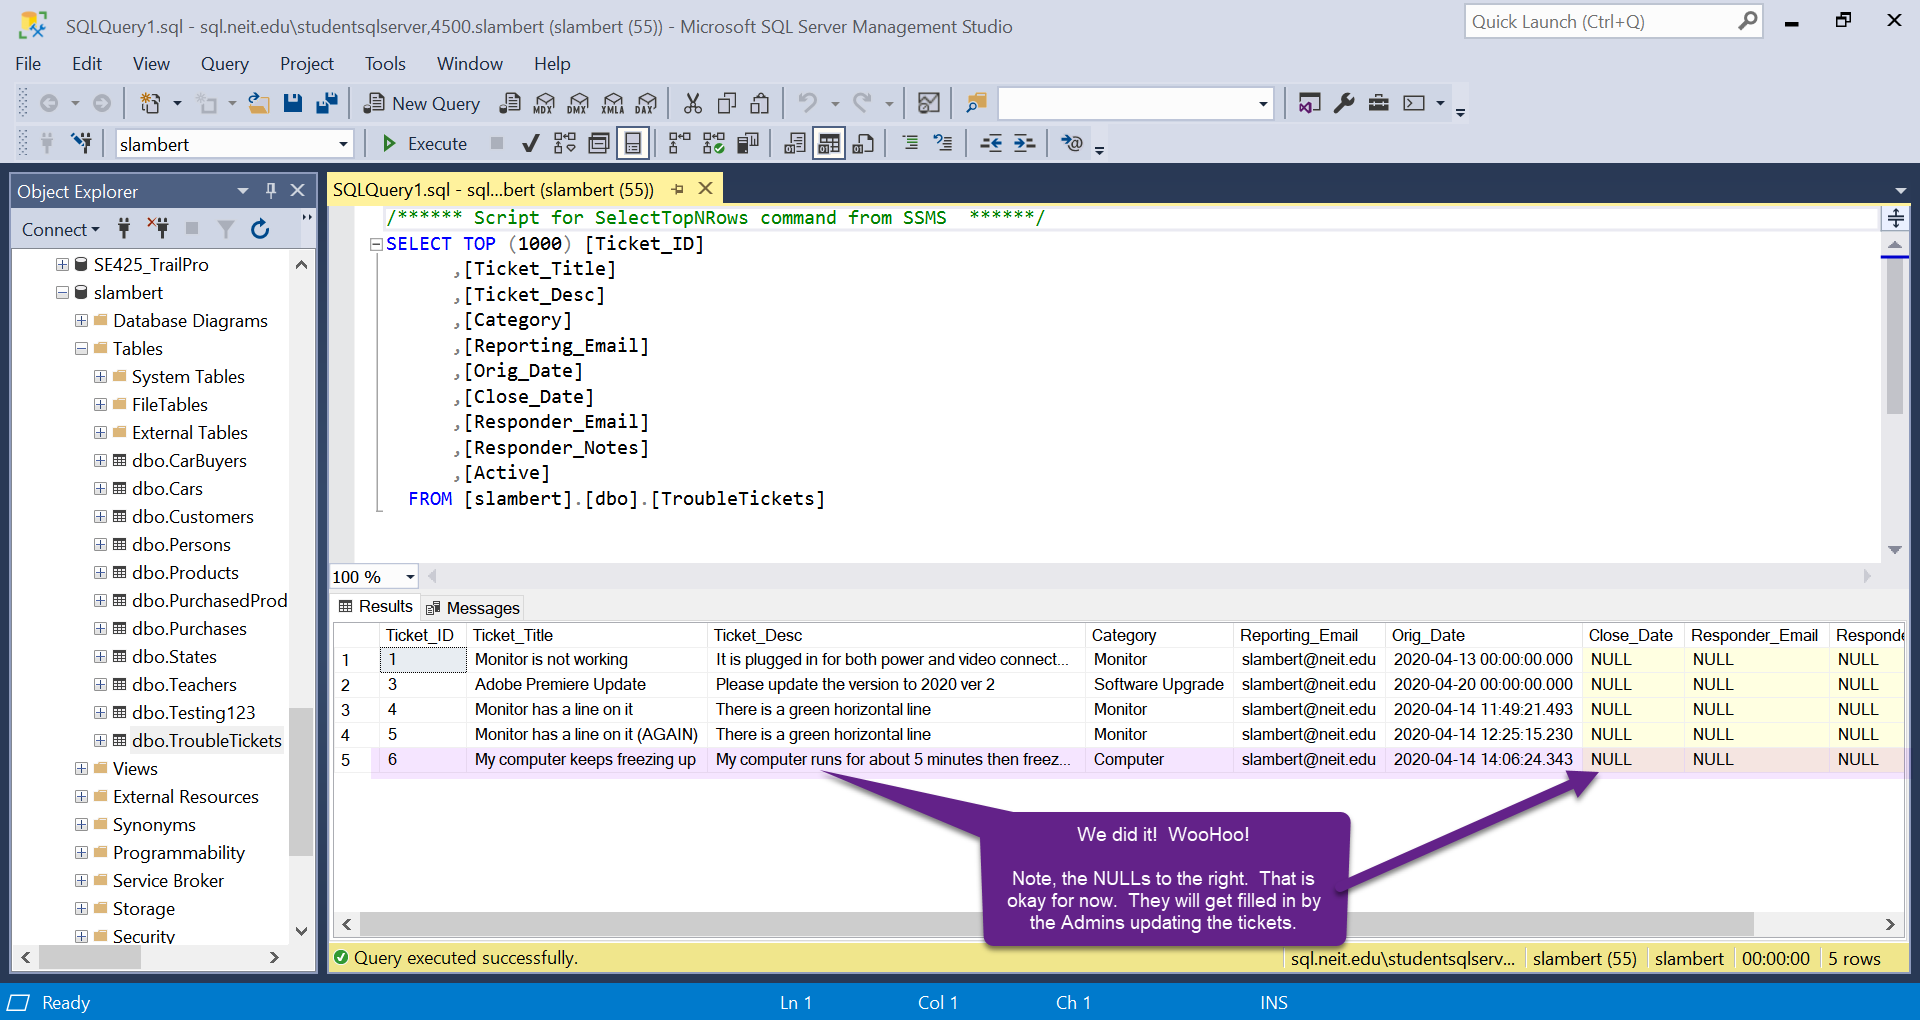 SQLQuery1.sql - sql.neit.edu\studentsqlserver,4500.slambert (slambert (55)) - Microsoft SQL Server Management Studio
Quick Launch (Ctrl+Q)
File Edit View Query Project Tools Window Help
New Query MDX DMX XMLA DAX
slambert Execute
Object Explorer
Connect
SE425_TrailPro
slambert
Database Diagrams
Tables
System Tables
FileTables
External Tables
dbo.CarBuyers
dbo.Cars
dbo.Customers
dbo.Persons
dbo.Products
dbo.PurchasedProd
dbo.Purchases
dbo.States
dbo.Teachers
dbo.Testing123
dbo.TroubleTickets
Views
External Resources
Synonyms
Programmability
Service Broker
Storage
Security
SQLQuery1.sql - sql...bert (slambert (55))
/****** Script for SelectTopNRows command from SSMS  ******/
SELECT TOP (1000) [Ticket_ID]
,[Ticket_Title]
,[Ticket_Desc]
,[Category]
,[Reporting_Email]
,[Orig_Date]
,[Close_Date]
,[Responder_Email]
,[Responder_Notes]
,[Active]
FROM [slambert].[dbo].[TroubleTickets]
100 %
Results Messages
Ticket_ID Ticket_Title Ticket_Desc Category Reporting_Email Orig_Date Close_Date Responder_Email Responde
1 1 Monitor is not working It is plugged in for both power and video connect... Monitor slambert@neit.edu 2020-04-13 00:00:00.000 NULL NULL NULL
2 3 Adobe Premiere Update Please update the version to 2020 ver 2 Software Upgrade slambert@neit.edu 2020-04-20 00:00:00.000 NULL NULL NULL
3 4 Monitor has a line on it There is a green horizontal line Monitor slambert@neit.edu 2020-04-14 11:49:21.493 NULL NULL NULL
4 5 Monitor has a line on it (AGAIN) There is a green horizontal line Monitor slambert@neit.edu 2020-04-14 12:25:15.230 NULL NULL NULL
5 6 My computer keeps freezing up My computer runs for about 5 minutes then freez... Computer slambert@neit.edu 2020-04-14 14:06:24.343 NULL NULL NULL
We did it!  WooHoo!
Note, the NULLs to the right.  That is
okay for now.  They will get filled in by
the Admins updating the tickets.
Query executed successfully. sql.neit.edu\studentsqlserv... slambert (55) slambert 00:00:00 5 rows
Ready Ln 1 Col 1 Ch 1 INS